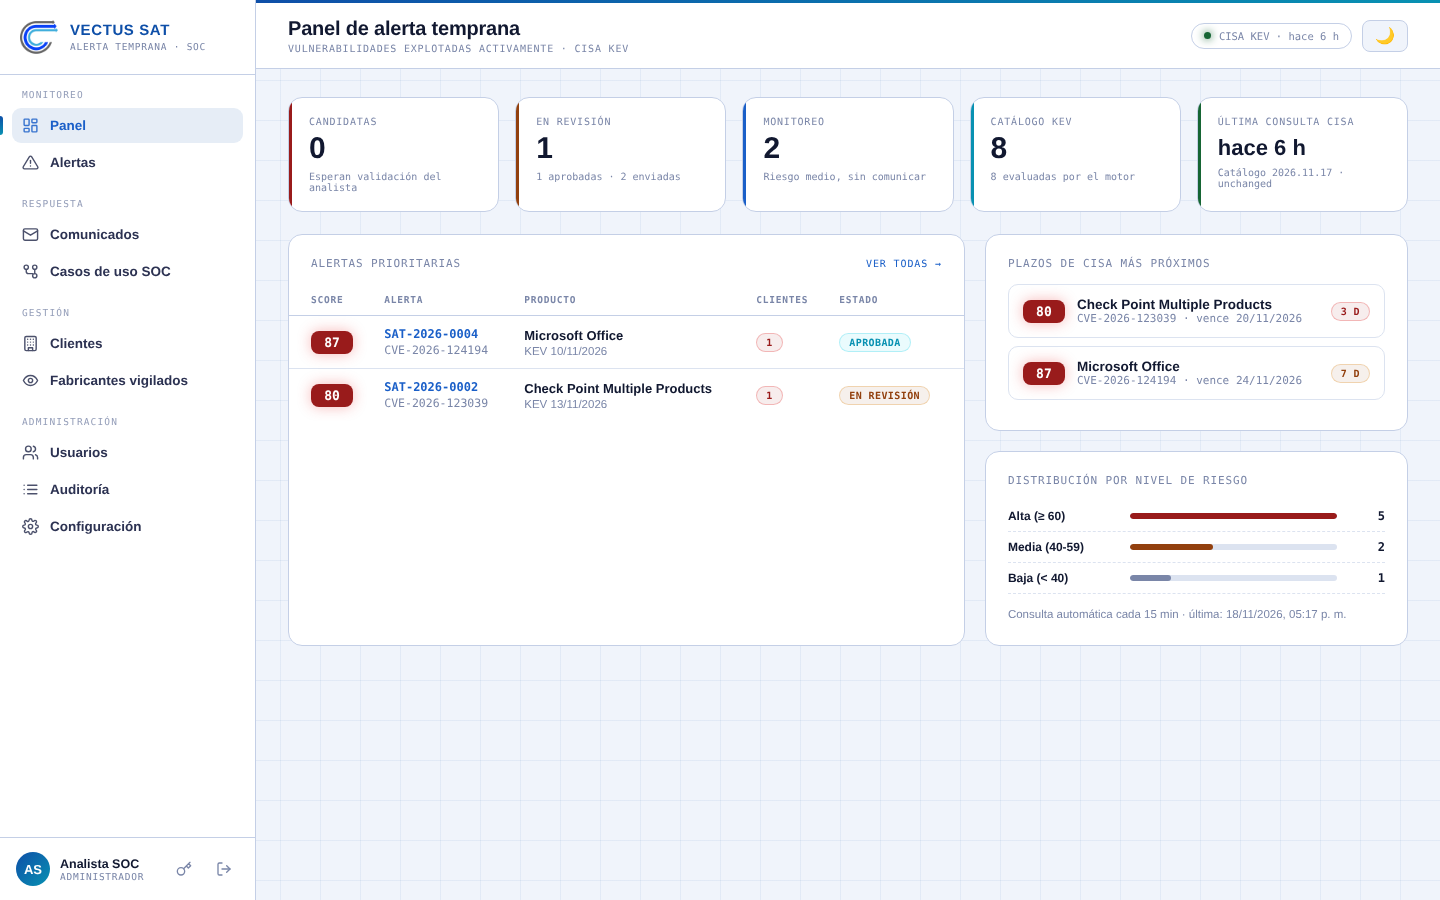 VECTUS SAT
ALERTA TEMPRANA · SOC
MONITOREO
Panel
Alertas
RESPUESTA
Comunicados
Casos de uso SOC
GESTIÓN
Clientes
Fabricantes vigilados
ADMINISTRACIÓN
Usuarios
Auditoría
Configuración
AS
Analista SOC
ADMINISTRADOR
Panel de alerta temprana
VULNERABILIDADES EXPLOTADAS ACTIVAMENTE · CISA KEV
CISA KEV · hace 6 h
CANDIDATAS
0
Esperan validación del
analista
EN REVISIÓN
1
1 aprobadas · 2 enviadas
MONITOREO
2
Riesgo medio, sin comunicar
CATÁLOGO KEV
8
8 evaluadas por el motor
ÚLTIMA CONSULTA CISA
hace 6 h
Catálogo 2026.11.17 ·
unchanged
ALERTAS PRIORITARIAS
VER TODAS →
SCORE ALERTA PRODUCTO CLIENTES ESTADO
87 SAT-2026-0004 Microsoft Office 1 APROBADA
CVE-2026-124194 KEV 10/11/2026
80 SAT-2026-0002 Check Point Multiple Products 1 EN REVISIÓN
CVE-2026-123039 KEV 13/11/2026
PLAZOS DE CISA MÁS PRÓXIMOS
80 Check Point Multiple Products 3 D
CVE-2026-123039 · vence 20/11/2026
87 Microsoft Office 7 D
CVE-2026-124194 · vence 24/11/2026
DISTRIBUCIÓN POR NIVEL DE RIESGO
Alta (≥ 60) 5
Media (40-59) 2
Baja (< 40) 1
Consulta automática cada 15 min · última: 18/11/2026, 05:17 p. m.